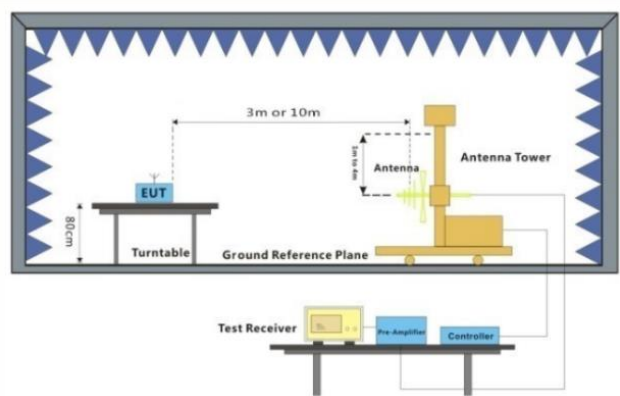 3m or 10m
1m to 4m
Antenna
Antenna Tower
EUT
80cm
Turntable
Ground Reference Plane
Test Receiver
Pre-Amplifier
Controller